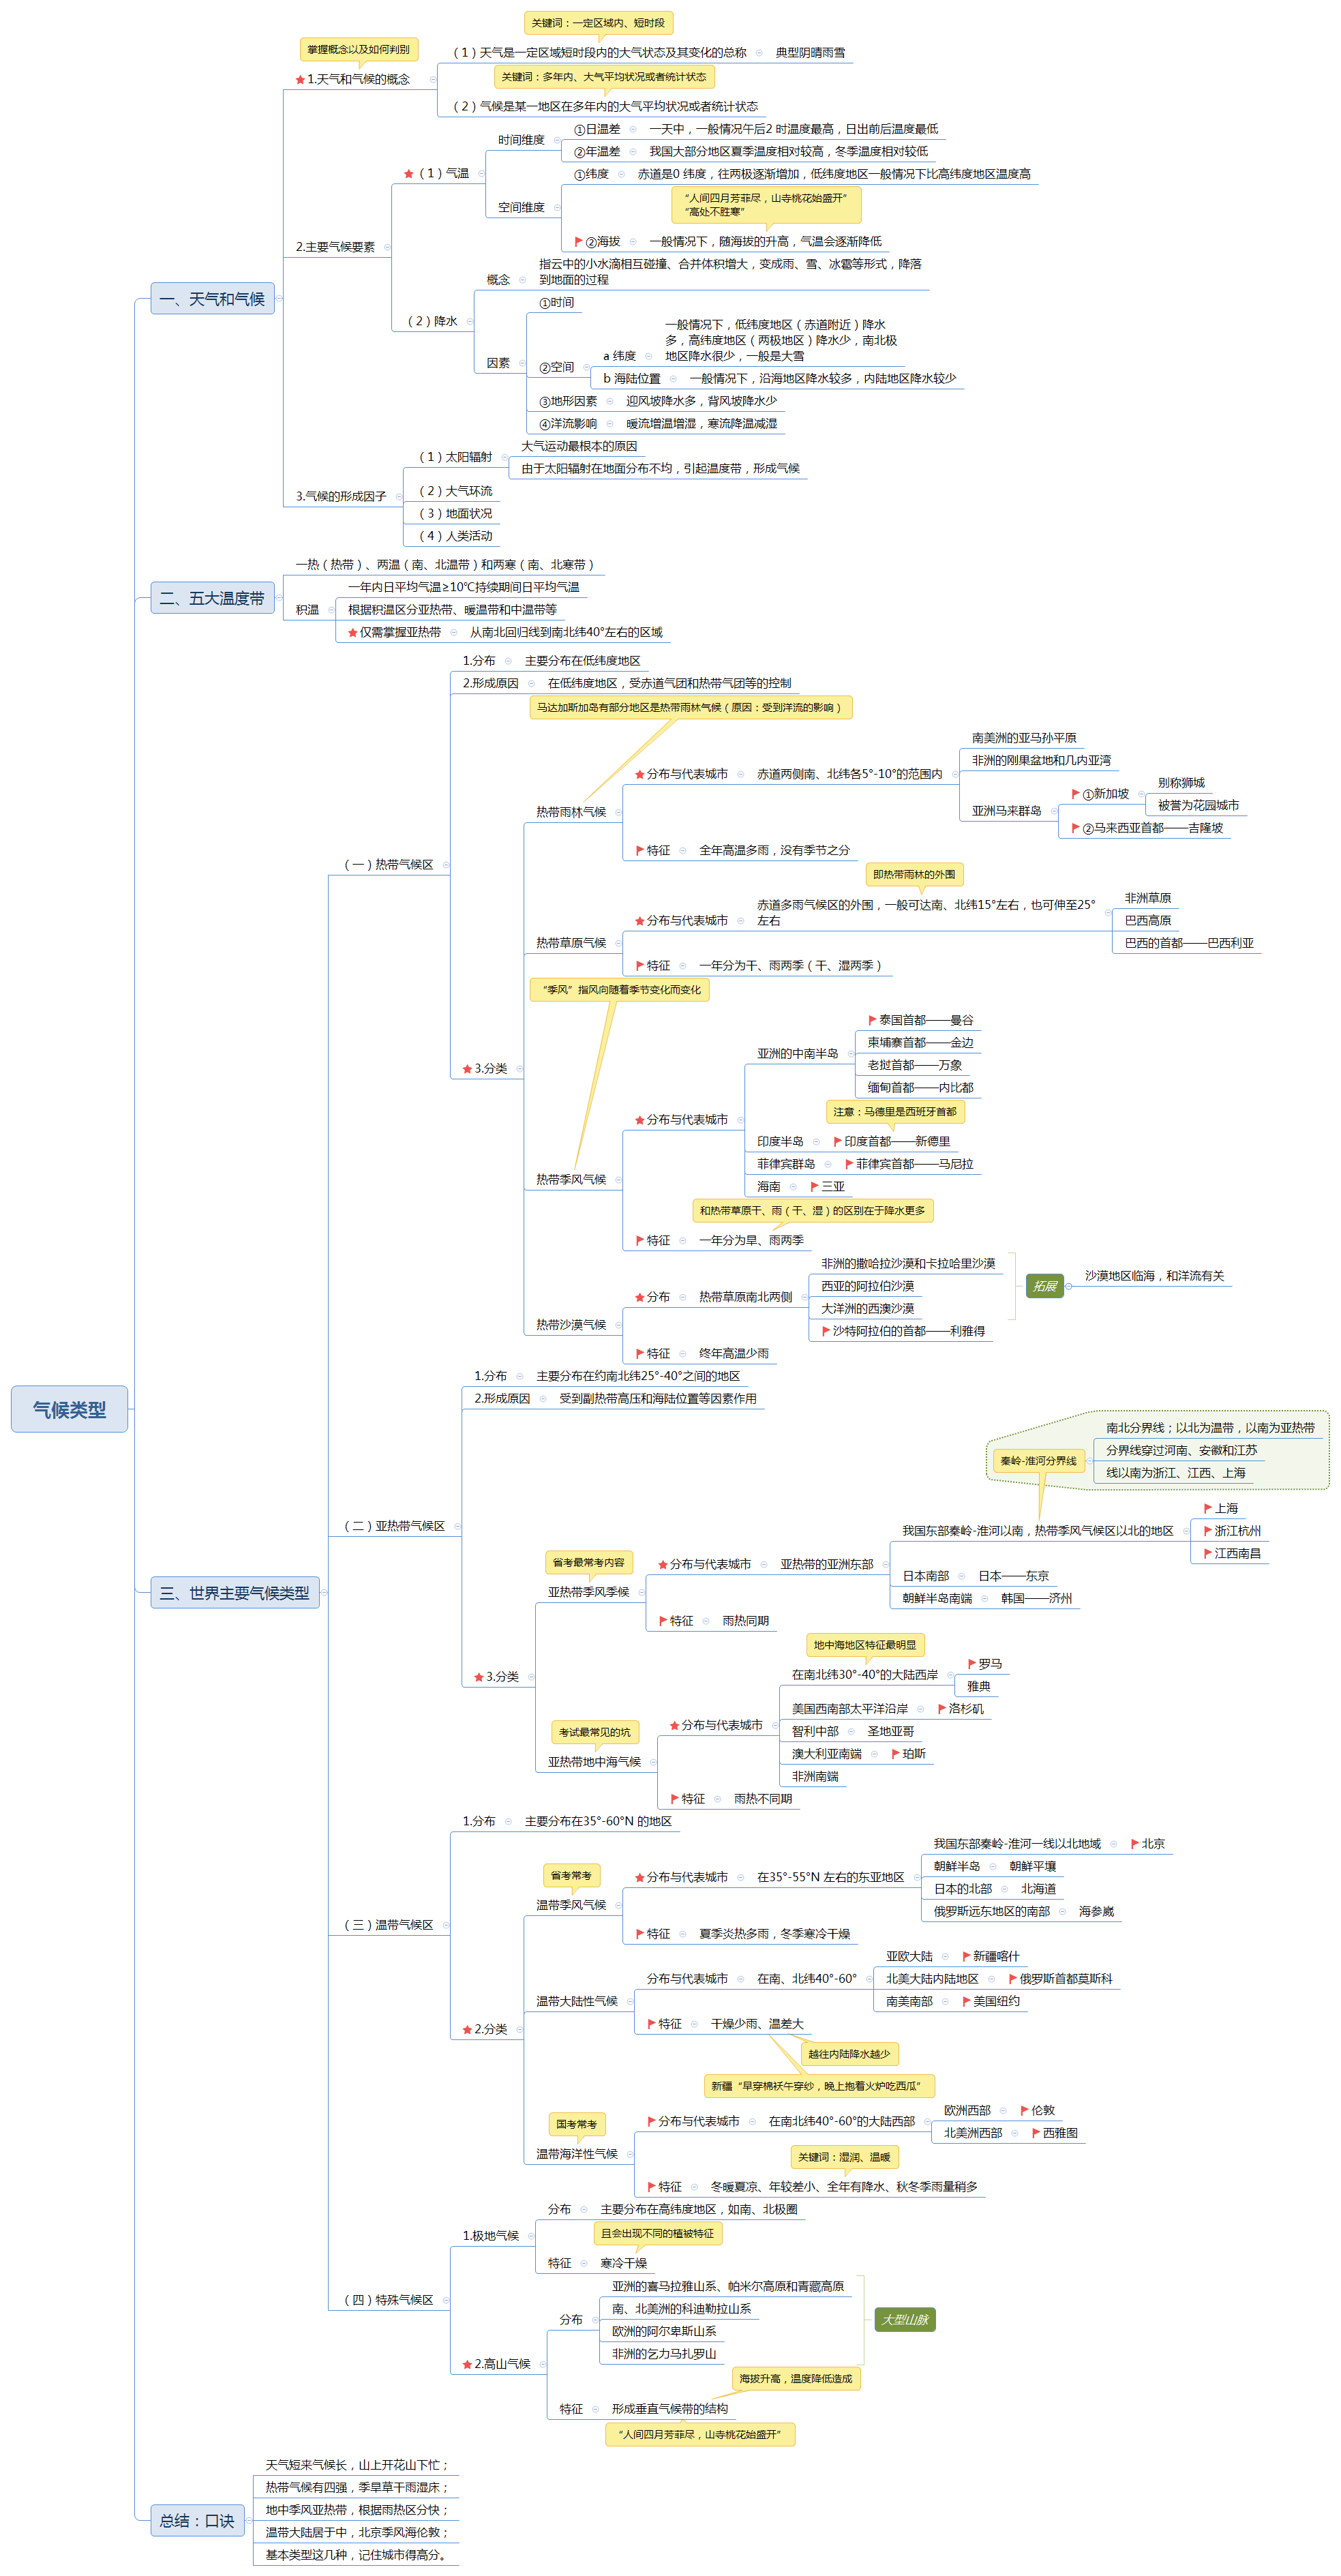 气候类型
一、天气和气候
掌握概念以及如何判别
1.天气和气候的概念
关键词：一定区域内、短时段
（1）天气是一定区域短时段内的大气状态及其变化的总称
典型阴晴雨雪
关键词：多年内、大气平均状况或者统计状态
（2）气候是某一地区在多年内的大气平均状况或者统计状态
2.主要气候要素
（1）气温
时间维度
①日温差
一天中，一般情况午后2 时温度最高，日出前后温度最低
②年温差
我国大部分地区夏季温度相对较高，冬季温度相对较低
空间维度
①纬度
赤道是0 纬度，往两极逐渐增加，低纬度地区一般情况下比高纬度地区温度高
“人间四月芳菲尽，山寺桃花始盛开”
“高处不胜寒”
②海拔
一般情况下，随海拔的升高，气温会逐渐降低
（2）降水
概念
指云中的小水滴相互碰撞、合并体积增大，变成雨、雪、冰雹等形式，降落
到地面的过程
因素
①时间
②空间
a 纬度
一般情况下，低纬度地区（赤道附近）降水
多，高纬度地区（两极地区）降水少，南北极
地区降水很少，一般是大雪
b 海陆位置
一般情况下，沿海地区降水较多，内陆地区降水较少
③地形因素
迎风坡降水多，背风坡降水少
④洋流影响
暖流增温增湿，寒流降温减湿
3.气候的形成因子
（1）太阳辐射
大气运动最根本的原因
由于太阳辐射在地面分布不均，引起温度带，形成气候
（2）大气环流
（3）地面状况
（4）人类活动
二、五大温度带
一热（热带）、两温（南、北温带）和两寒（南、北寒带）
积温
一年内日平均气温≥10℃持续期间日平均气温
根据积温区分亚热带、暖温带和中温带等
仅需掌握亚热带
从南北回归线到南北纬40°左右的区域
三、世界主要气候类型
（一）热带气候区
1.分布
主要分布在低纬度地区
2.形成原因
在低纬度地区，受赤道气团和热带气团等的控制
3.分类
马达加斯加岛有部分地区是热带雨林气候（原因：受到洋流的影响）
热带雨林气候
分布与代表城市
赤道两侧南、北纬各5°-10°的范围内
南美洲的亚马孙平原
非洲的刚果盆地和几内亚湾
亚洲马来群岛
①新加坡
别称狮城
被誉为花园城市
②马来西亚首都——吉隆坡
特征
全年高温多雨，没有季节之分
热带草原气候
即热带雨林的外围
分布与代表城市
赤道多雨气候区的外围，一般可达南、北纬15°左右，也可伸至25°
左右
非洲草原
巴西高原
巴西的首都——巴西利亚
特征
一年分为干、雨两季（干、湿两季）
“季风”指风向随着季节变化而变化
热带季风气候
分布与代表城市
亚洲的中南半岛
泰国首都——曼谷
柬埔寨首都——金边
老挝首都——万象
缅甸首都——内比都
注意：马德里是西班牙首都
印度半岛
印度首都——新德里
菲律宾群岛
菲律宾首都——马尼拉
海南
三亚
和热带草原干、雨（干、湿）的区别在于降水更多
特征
一年分为旱、雨两季
热带沙漠气候
分布
热带草原南北两侧
非洲的撒哈拉沙漠和卡拉哈里沙漠
西亚的阿拉伯沙漠
大洋洲的西澳沙漠
沙特阿拉伯的首都——利雅得
拓展
沙漠地区临海，和洋流有关
特征
终年高温少雨
（二）亚热带气候区
1.分布
主要分布在约南北纬25°-40°之间的地区
2.形成原因
受到副热带高压和海陆位置等因素作用
3.分类
省考最常考内容
亚热带季风季候
分布与代表城市
亚热带的亚洲东部
秦岭-淮河分界线
南北分界线；以北为温带，以南为亚热带
分界线穿过河南、安徽和江苏
线以南为浙江、江西、上海
我国东部秦岭-淮河以南，热带季风气候区以北的地区
上海
浙江杭州
江西南昌
日本南部
日本——东京
朝鲜半岛南端
韩国——济州
特征
雨热同期
考试最常见的坑
亚热带地中海气候
分布与代表城市
地中海地区特征最明显
在南北纬30°-40°的大陆西岸
罗马
雅典
美国西南部太平洋沿岸
洛杉矶
智利中部
圣地亚哥
澳大利亚南端
珀斯
非洲南端
特征
雨热不同期
（三）温带气候区
1.分布
主要分布在35°-60°N 的地区
2.分类
省考常考
温带季风气候
分布与代表城市
在35°-55°N 左右的东亚地区
我国东部秦岭-淮河一线以北地域
北京
朝鲜半岛
朝鲜平壤
日本的北部
北海道
俄罗斯远东地区的南部
海参崴
特征
夏季炎热多雨，冬季寒冷干燥
温带大陆性气候
分布与代表城市
在南、北纬40°-60°
亚欧大陆
新疆喀什
北美大陆内陆地区
俄罗斯首都莫斯科
南美南部
美国纽约
特征
干燥少雨、温差大
越往内陆降水越少
新疆“早穿棉袄午穿纱，晚上抱着火炉吃西瓜”
国考常考
温带海洋性气候
分布与代表城市
在南北纬40°-60°的大陆西部
欧洲西部
伦敦
北美洲西部
西雅图
关键词：湿润、温暖
特征
冬暖夏凉、年较差小、全年有降水、秋冬季雨量稍多
（四）特殊气候区
1.极地气候
分布
主要分布在高纬度地区，如南、北极圈
且会出现不同的植被特征
特征
寒冷干燥
2.高山气候
分布
亚洲的喜马拉雅山系、帕米尔高原和青藏高原
南、北美洲的科迪勒拉山系
欧洲的阿尔卑斯山系
非洲的乞力马扎罗山
大型山脉
海拔升高，温度降低造成
特征
形成垂直气候带的结构
“人间四月芳菲尽，山寺桃花始盛开”
总结：口诀
天气短来气候长，山上开花山下忙；
热带气候有四强，季旱草干雨湿床；
地中季风亚热带，根据雨热区分快；
温带大陆居于中，北京季风海伦敦；
基本类型这几种，记住城市得高分。